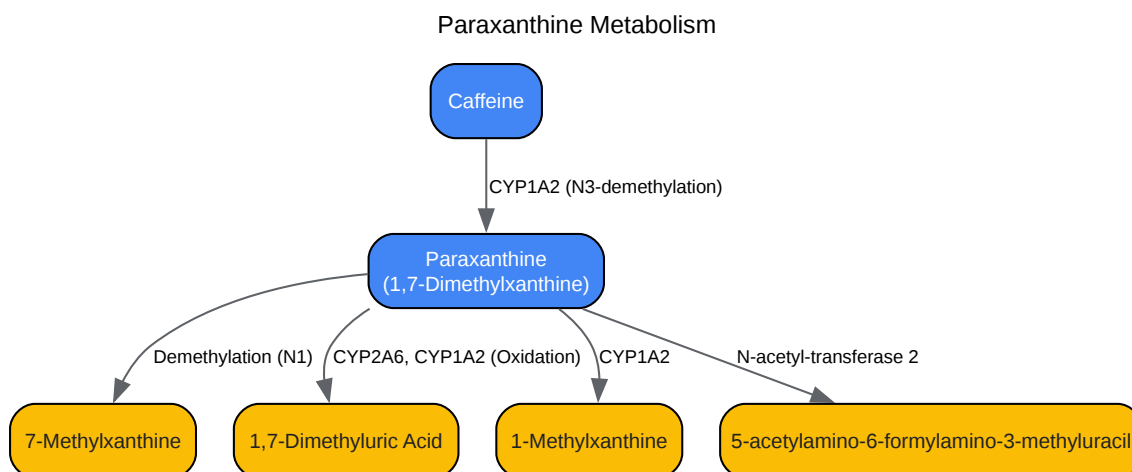 Paraxanthine Metabolism
Caffeine
CYP1A2 (N3-demethylation)
Paraxanthine
(1,7-Dimethylxanthine)
Demethylation (N1)
CYP2A6, CYP1A2 (Oxidation)
CYP1A2
N-acetyl-transferase 2
7-Methylxanthine
1,7-Dimethyluric Acid
1-Methylxanthine
5-acetylamino-6-formylamino-3-methyluracil